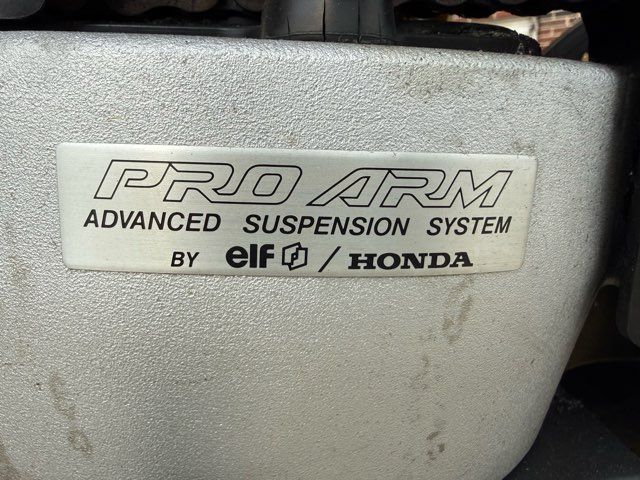 PRO ARM
ADVANCED SUSPENSION SYSTEM
BY elf / HONDA